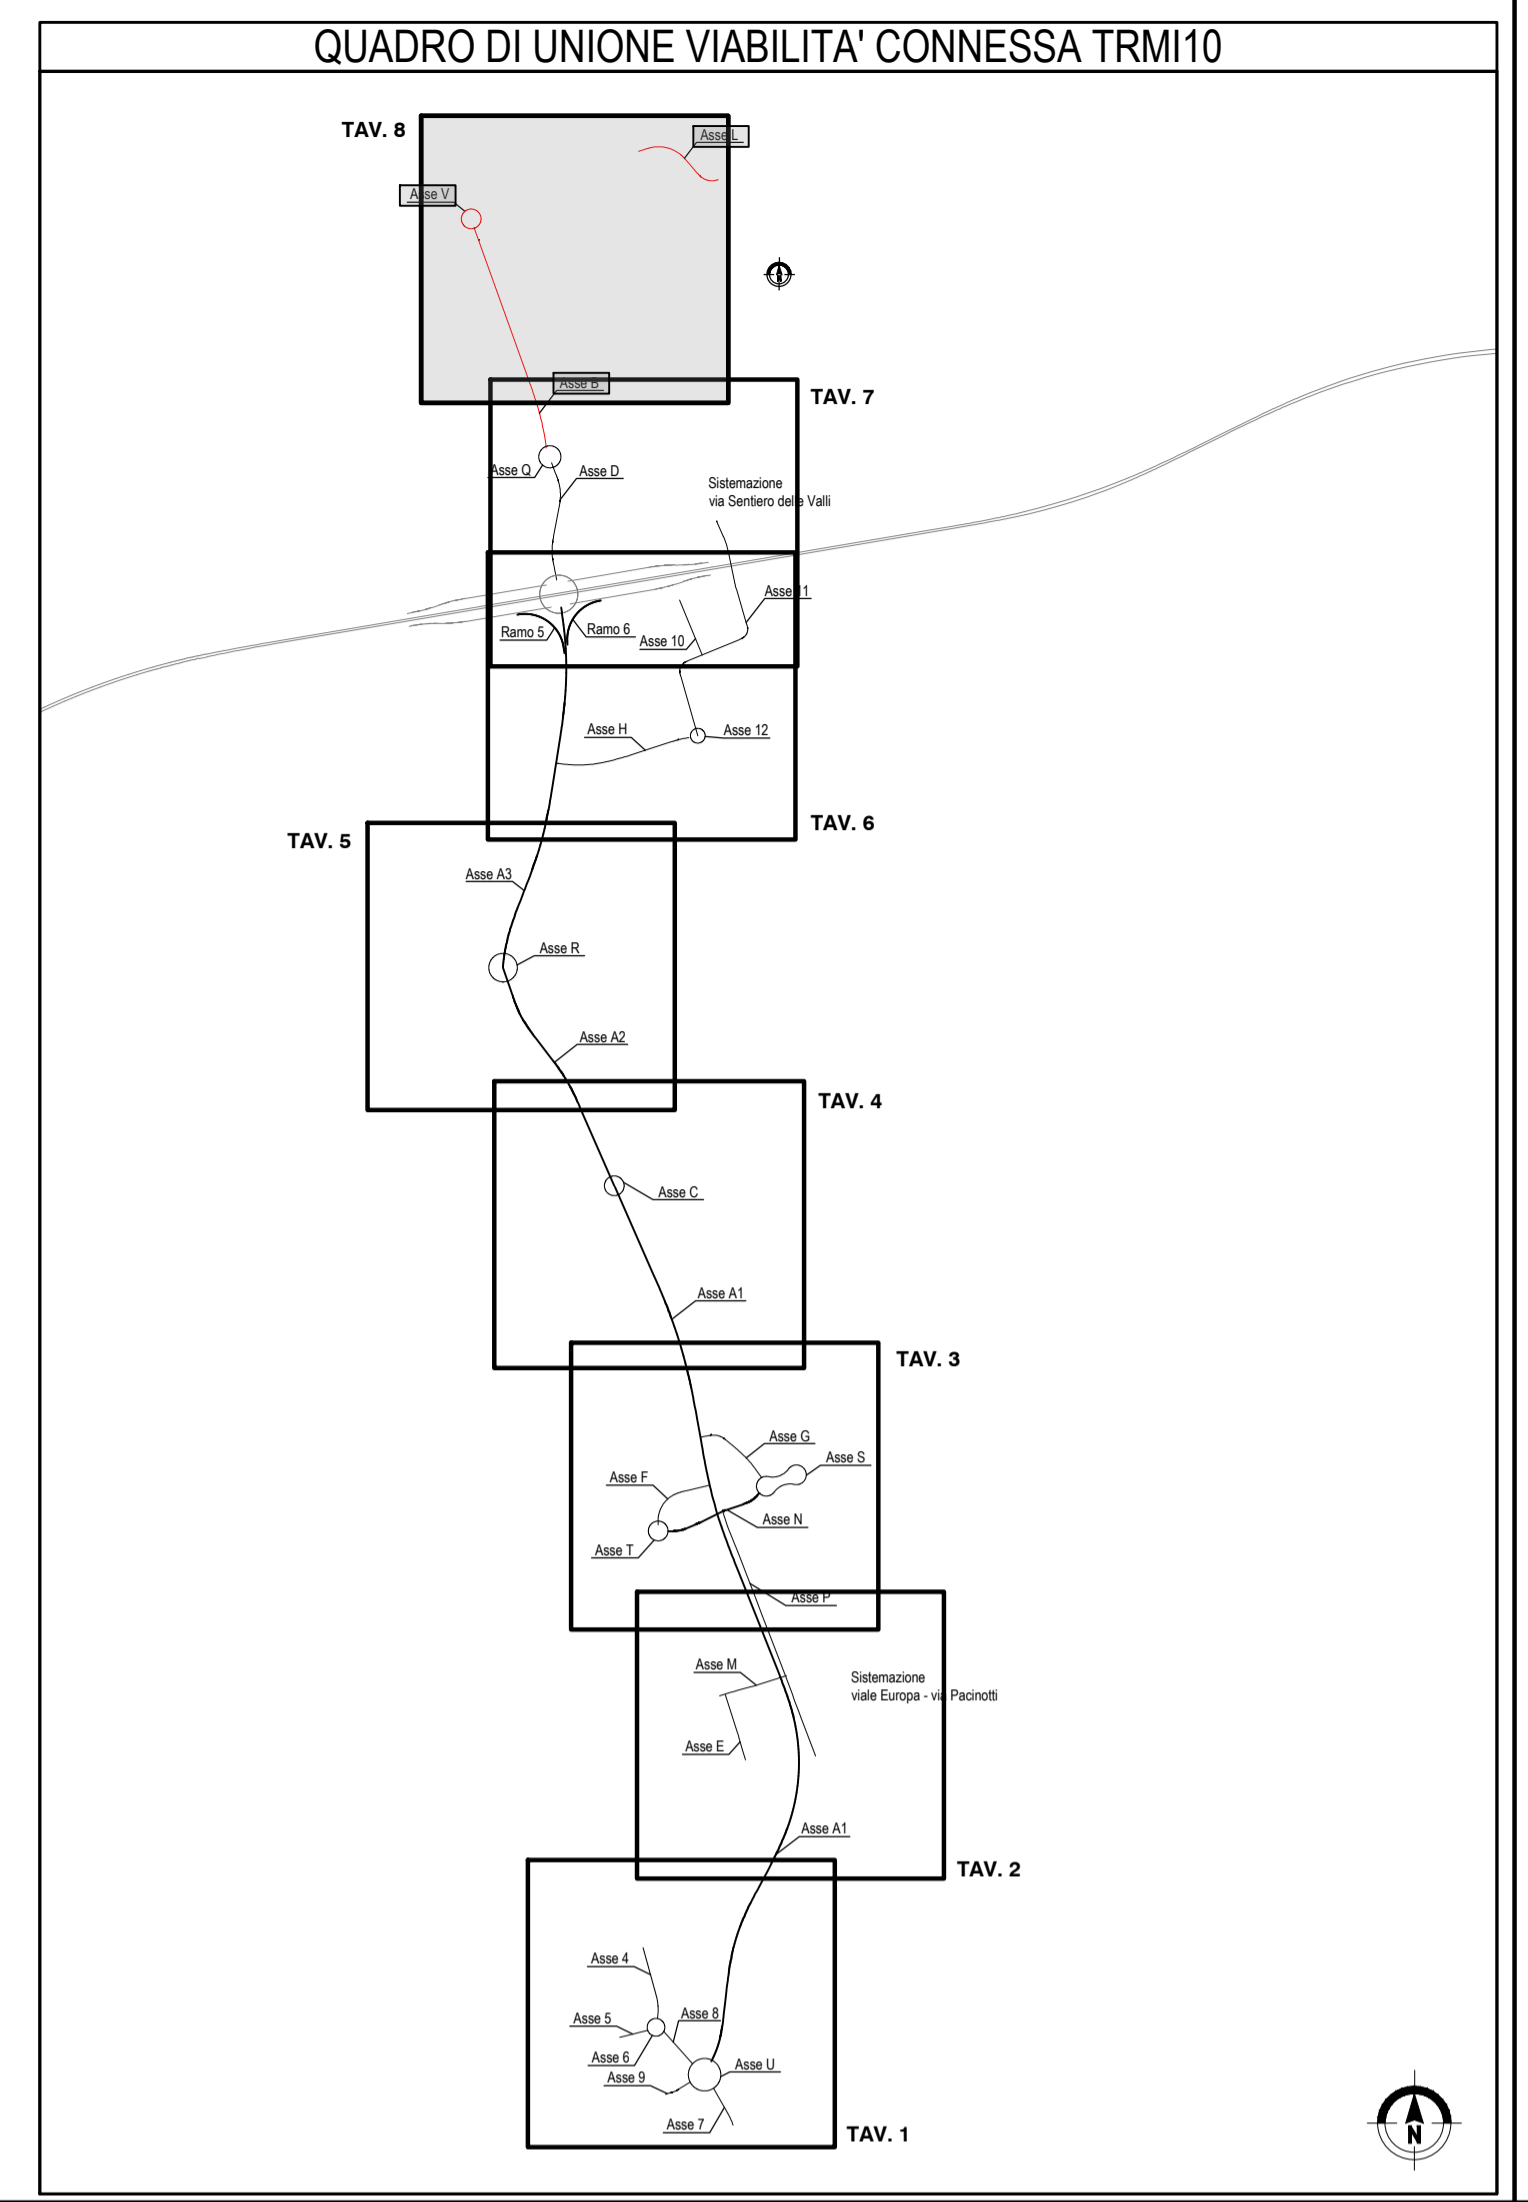 QUADRO DI UNIONE VIABILITA' CONNESSA TRMI10
TAV. 8
Asse L
Asse V
N
Asse B
TAV. 7
Asse Q
Asse D
Sistemazione
via Sentiero delle Valli
Asse 11
Ramo 5
Ramo 6
Asse 10
Asse H
Asse 12
TAV. 6
TAV. 5
Asse A3
Asse R
Asse A2
TAV. 4
Asse C
Asse A1
TAV. 3
Asse G
Asse S
Asse F
Asse N
Asse T
Asse P
Asse M
Sistemazione
viale Europa - via Pacinotti
Asse E
Asse A1
TAV. 2
Asse 4
Asse 8
Asse 5
Asse 6
Asse U
Asse 9
Asse 7
TAV. 1
N